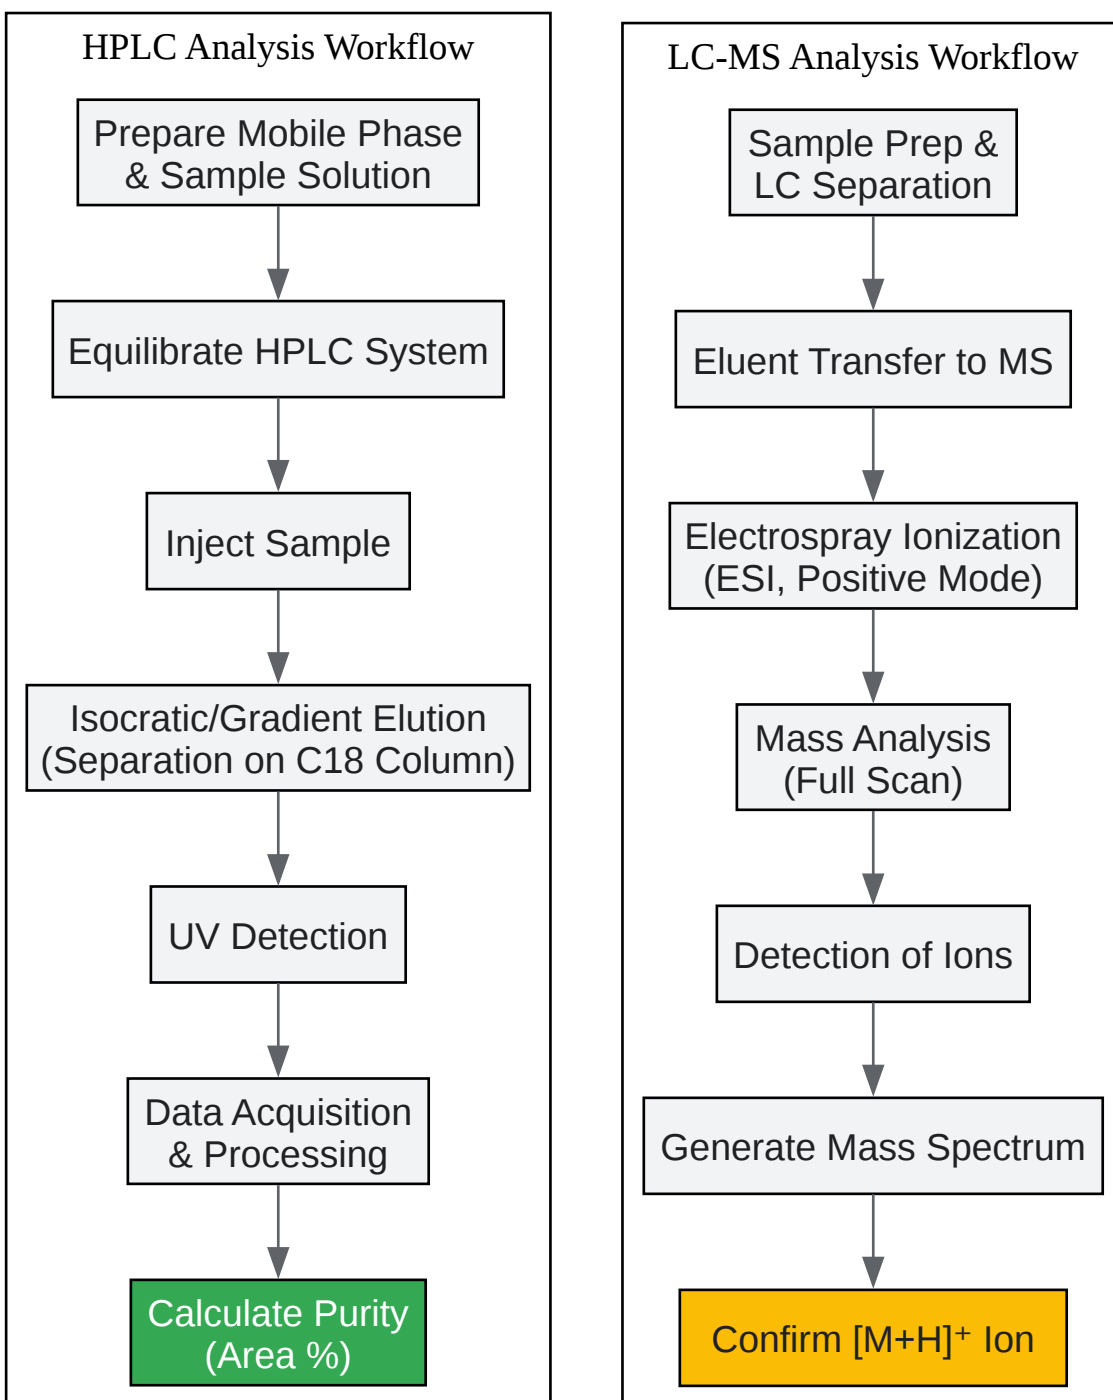 HPLC Analysis Workflow
Prepare Mobile Phase
& Sample Solution
Equilibrate HPLC System
Inject Sample
Isocratic/Gradient Elution
(Separation on C18 Column)
UV Detection
Data Acquisition
& Processing
Calculate Purity
(Area %)
LC-MS Analysis Workflow
Sample Prep &
LC Separation
Eluent Transfer to MS
Electrospray Ionization
(ESI, Positive Mode)
Mass Analysis
(Full Scan)
Detection of Ions
Generate Mass Spectrum
Confirm [M+H]⁺ Ion